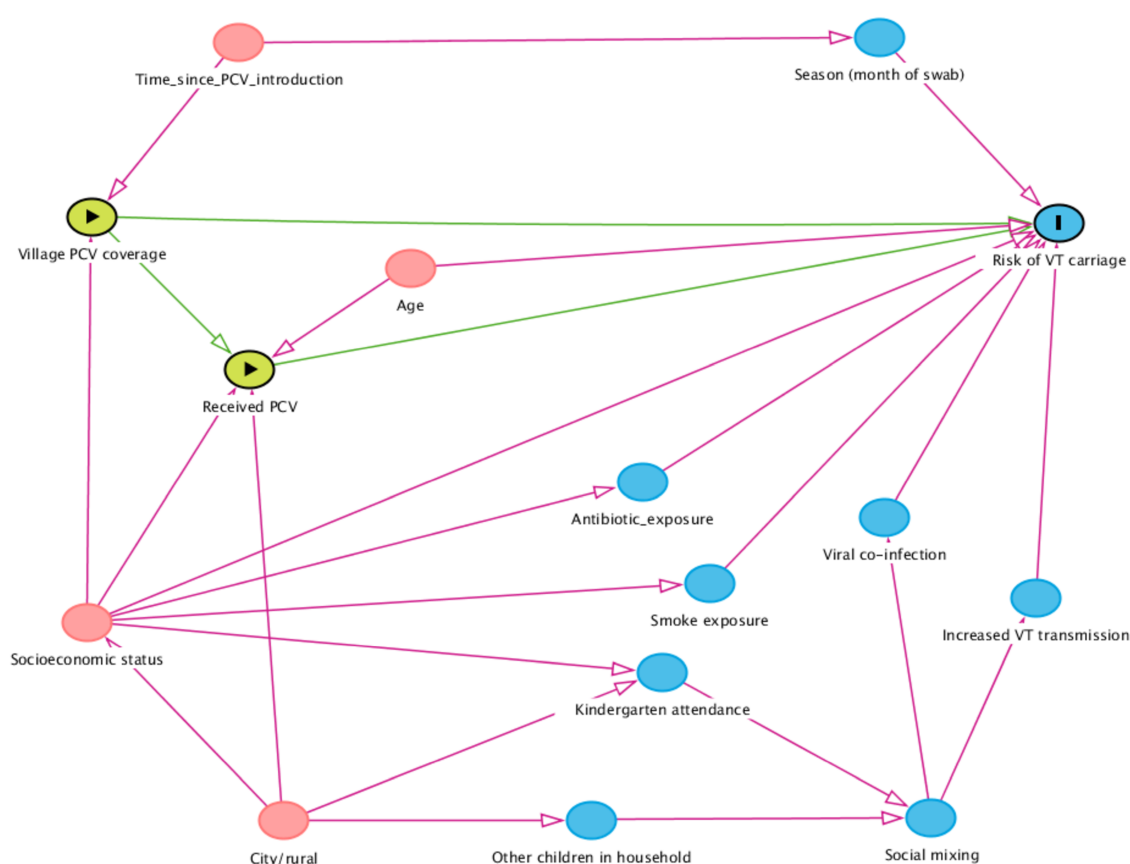 Time_since_PCV_introduction
Season (month of swab)
Village PCV coverage
Risk of VT carriage
Age
Received PCV
Antibiotic_exposure
Viral co-infection
Smoke exposure
Increased VT transmission
Socioeconomic status
Kindergarten attendance
City/rural
Other children in household
Social mixing